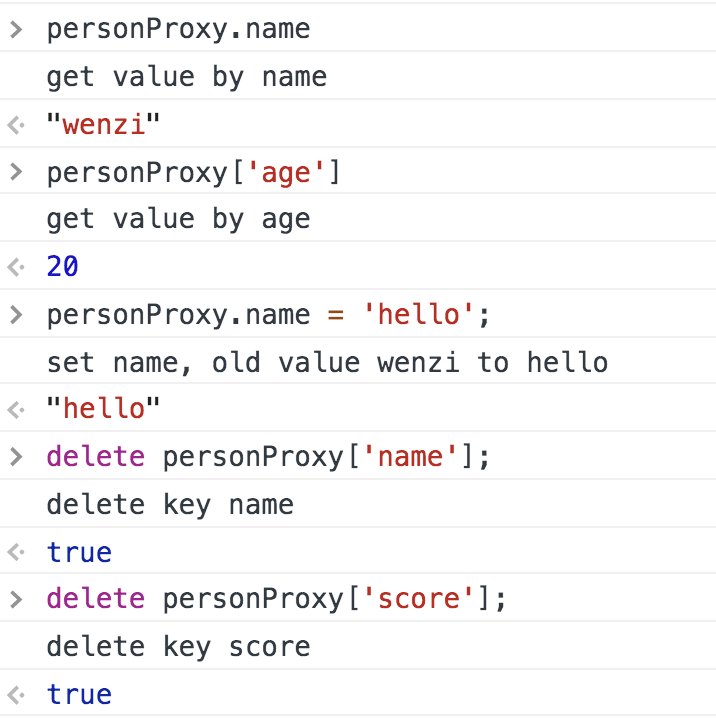 > personProxy.name
get value by name
<· "wenzi"
> personProxy['age']
get value by age
<· 20
> personProxy.name = 'hello';
set name, old value wenzi to hello
<· "hello"
> delete personProxy['name'];
delete key name
<· true
> delete personProxy['score'];
delete key score
<· true